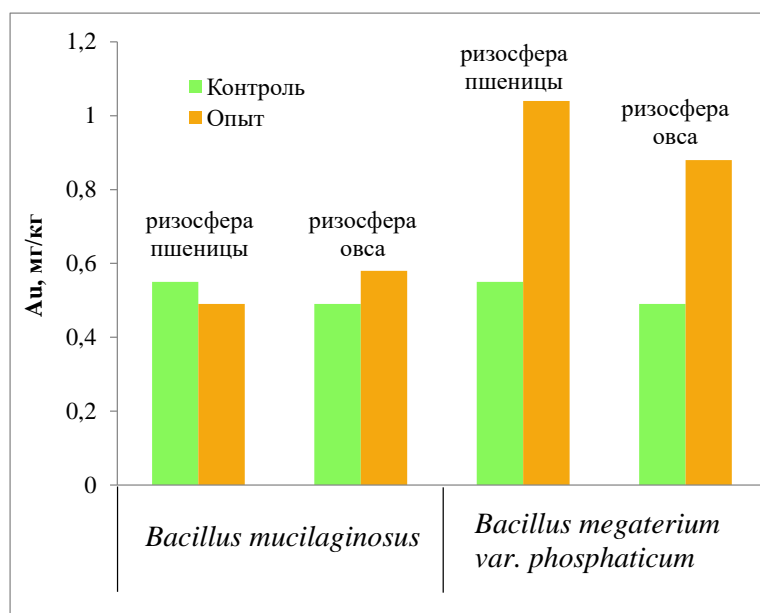 1,2
1
0,8
0,6
0,4
0,2
0
Au, мг/кг
Контроль
Опыт
ризосфера
пшеницы
ризосфера
овса
ризосфера
пшеницы
ризосфера
овса
Bacillus mucilaginosus
Bacillus megaterium
var. phosphaticum